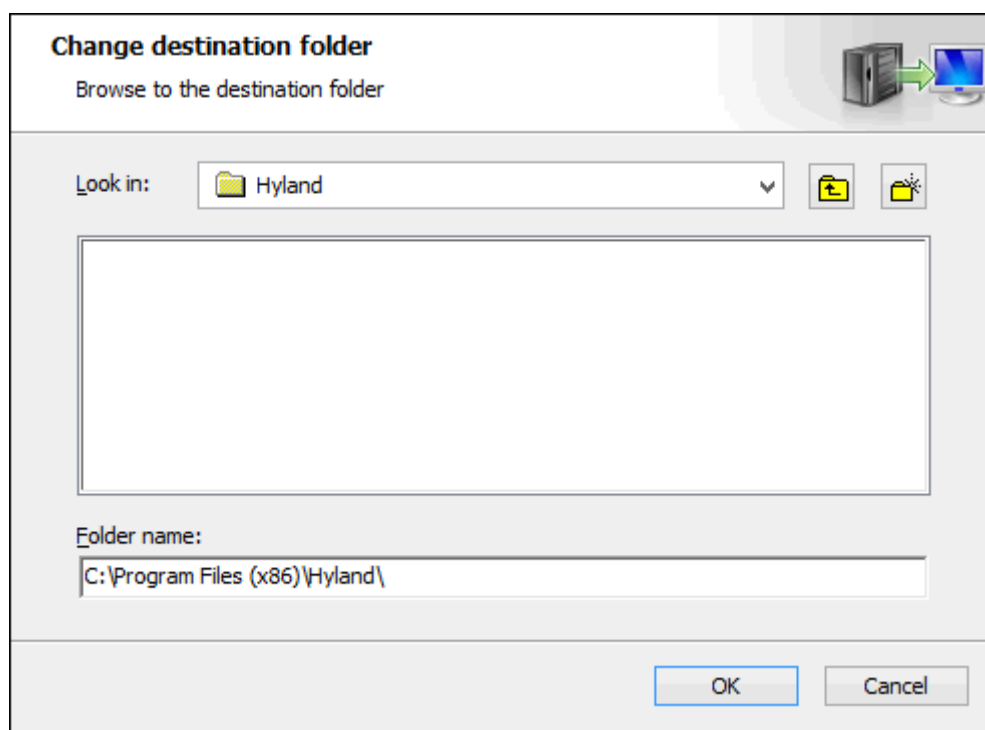 Change destination folder
Browse to the destination folder
Look in:
Hyland
Folder name:
C:\Program Files (x86)\Hyland\
OK
Cancel